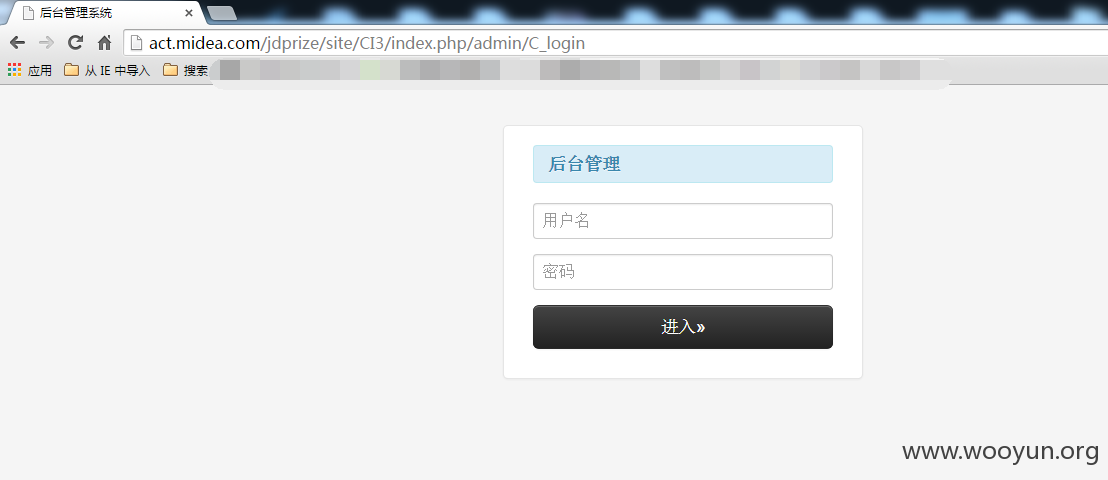 后台管理系统
act.midea.com/jdprize/site/CI3/index.php/admin/C_login
应用 从 IE 中导入 搜索
后台管理
用户名
密码
进入»
www.wooyun.org